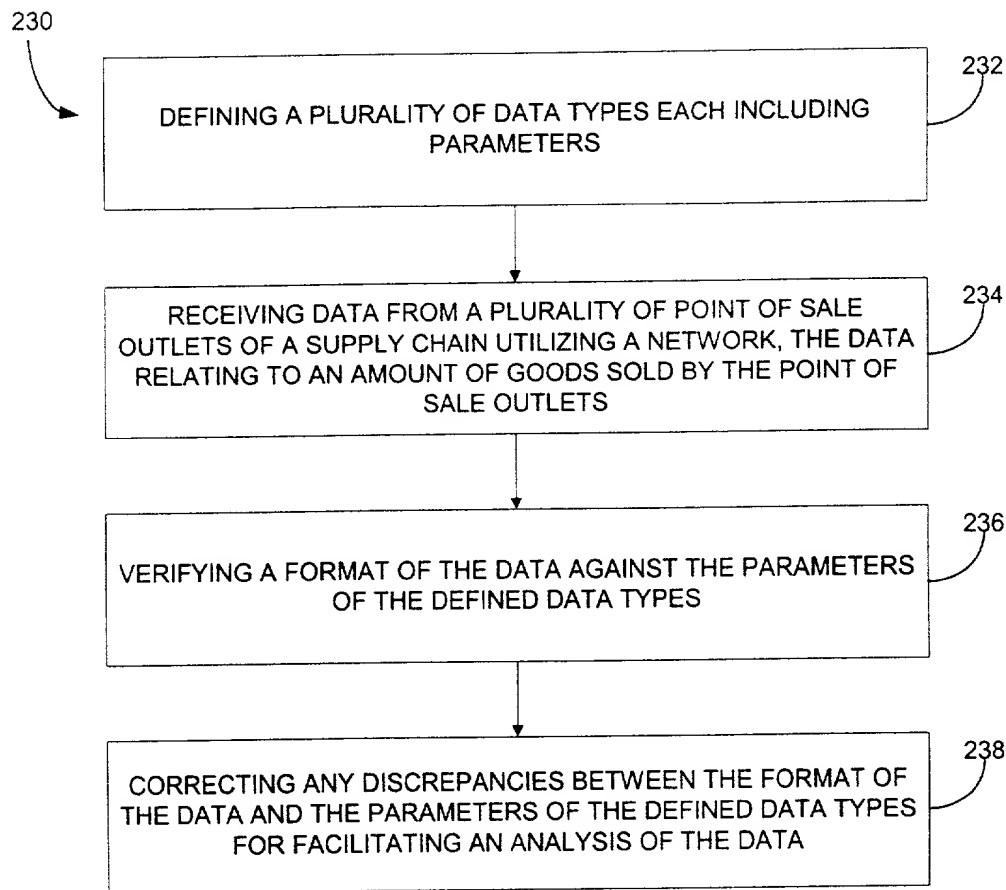 230
232
DEFINING A PLURALITY OF DATA TYPES EACH INCLUDING
PARAMETERS
234
RECEIVING DATA FROM A PLURALITY OF POINT OF SALE
OUTLETS OF A SUPPLY CHAIN UTILIZING A NETWORK, THE DATA
RELATING TO AN AMOUNT OF GOODS SOLD BY THE POINT OF
SALE OUTLETS
236
VERIFYING A FORMAT OF THE DATA AGAINST THE PARAMETERS
OF THE DEFINED DATA TYPES
238
CORRECTING ANY DISCREPANCIES BETWEEN THE FORMAT OF
THE DATA AND THE PARAMETERS OF THE DEFINED DATA TYPES
FOR FACILITATING AN ANALYSIS OF THE DATA